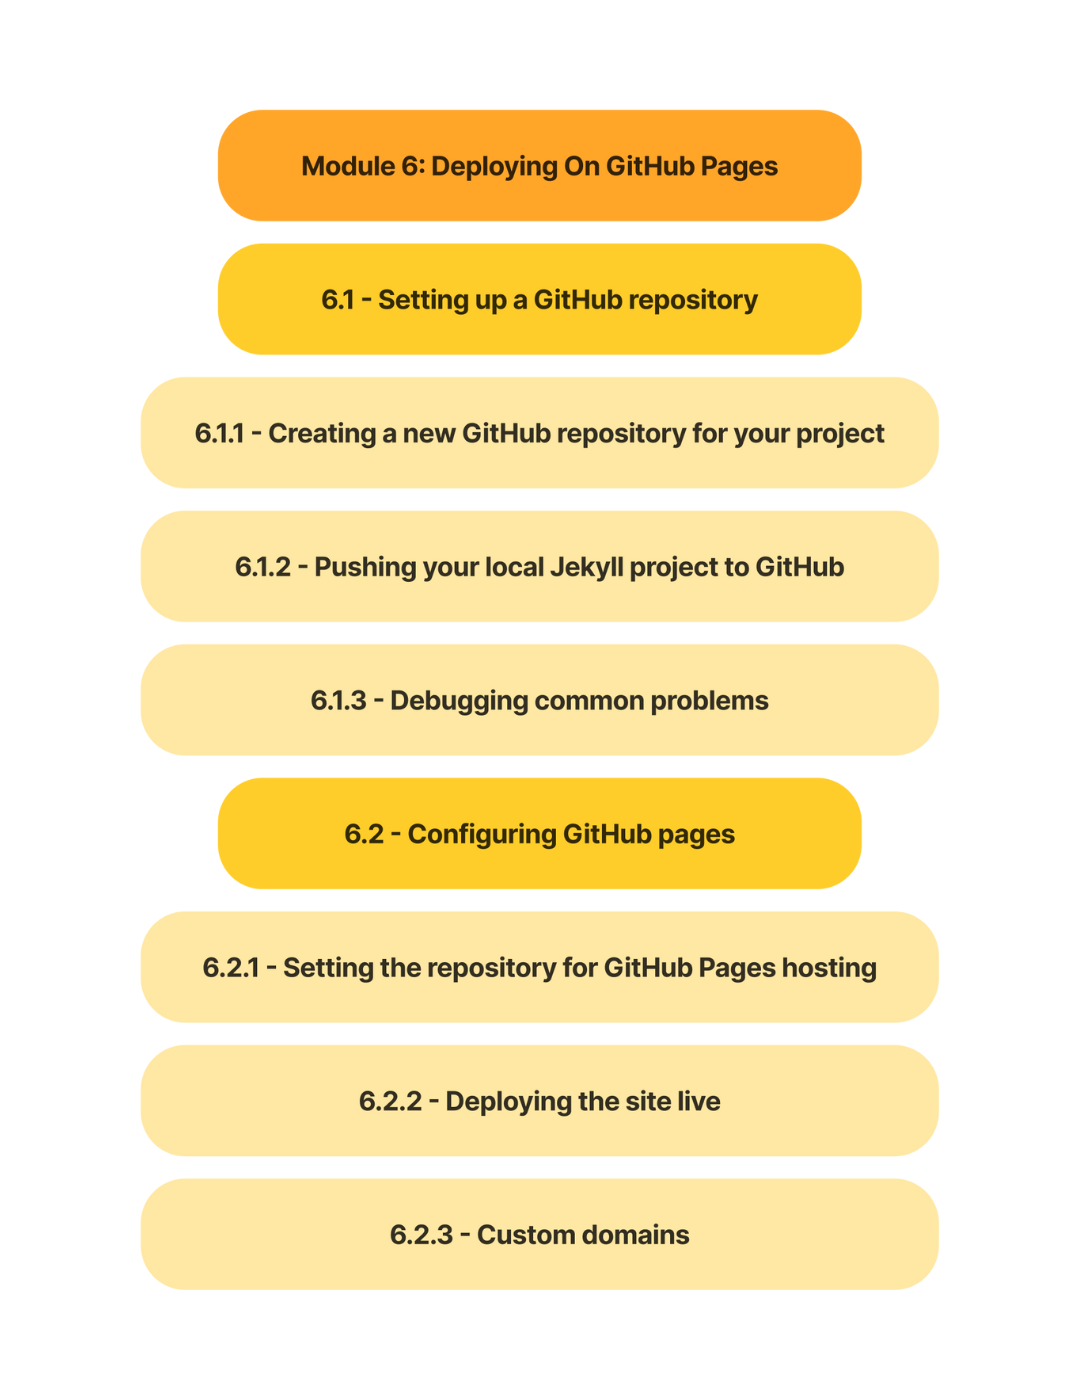 Module 6: Deploying On GitHub Pages
6.1 - Setting up a GitHub repository
6.1.1 - Creating a new GitHub repository for your project
6.1.2 - Pushing your local Jekyll project to GitHub
6.1.3 - Debugging common problems
6.2 - Configuring GitHub pages
6.2.1 - Setting the repository for GitHub Pages hosting
6.2.2 - Deploying the site live
6.2.3 - Custom domains